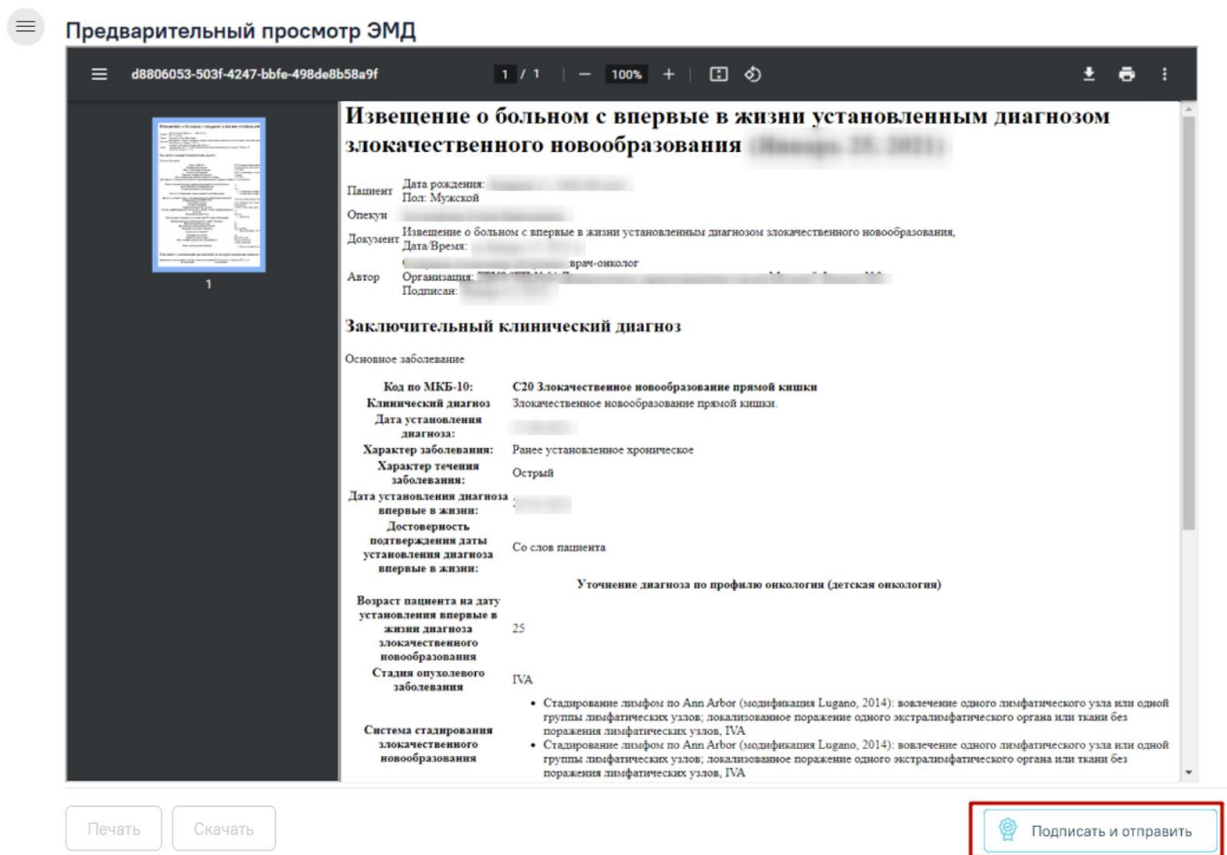 Предварительный просмотр ЭМД
d8806053-503f-4247-bbfe-498de8b58a9f
1 / 1
100%
1
Извещение о больном с впервые в жизни установленным диагнозом
злокачественного новообразования
Пациент Дата рождения:
Пол: Мужской
Опекун
Документ Извещение о больном с впервые в жизни установленным диагнозом злокачественного новообразования,
Дата/Время:
врач-онколог
Автор Организация:
Подписан:
Заключительный клинический диагноз
Основное заболевание
Код по МКБ-10: C20 Злокачественное новообразование прямой кишки
Клинический диагноз Злокачественное новообразование прямой кишки.
Дата установления
диагноза:
Характер заболевания: Ранее установленное хроническое
Характер течения
заболевания: Острый
Дата установления диагноза
впервые в жизни:
Достоверность
подтверждения даты
установления диагноза
впервые в жизни: Со слов пациента
Уточнение диагноза по профилю онкология (детская онкология)
Возраст пациента на дату
установления впервые в
жизни диагноза
злокачественного
новообразования 25
Стадия опухолевого
заболевания IVA
Система стадирования
злокачественного
новообразования
• Стадирование лимфом по Ann Arbor (модификация Lugano, 2014): вовлечение одного лимфатического узла или одной
группы лимфатических узлов; локализованное поражение одного экстралимфатического органа или ткани без
поражения лимфатических узлов, IVA
• Стадирование лимфом по Ann Arbor (модификация Lugano, 2014): вовлечение одного лимфатического узла или одной
группы лимфатических узлов; локализованное поражение одного экстралимфатического органа или ткани без
поражения лимфатических узлов, IVA
Печать
Скачать
Подписать и отправить